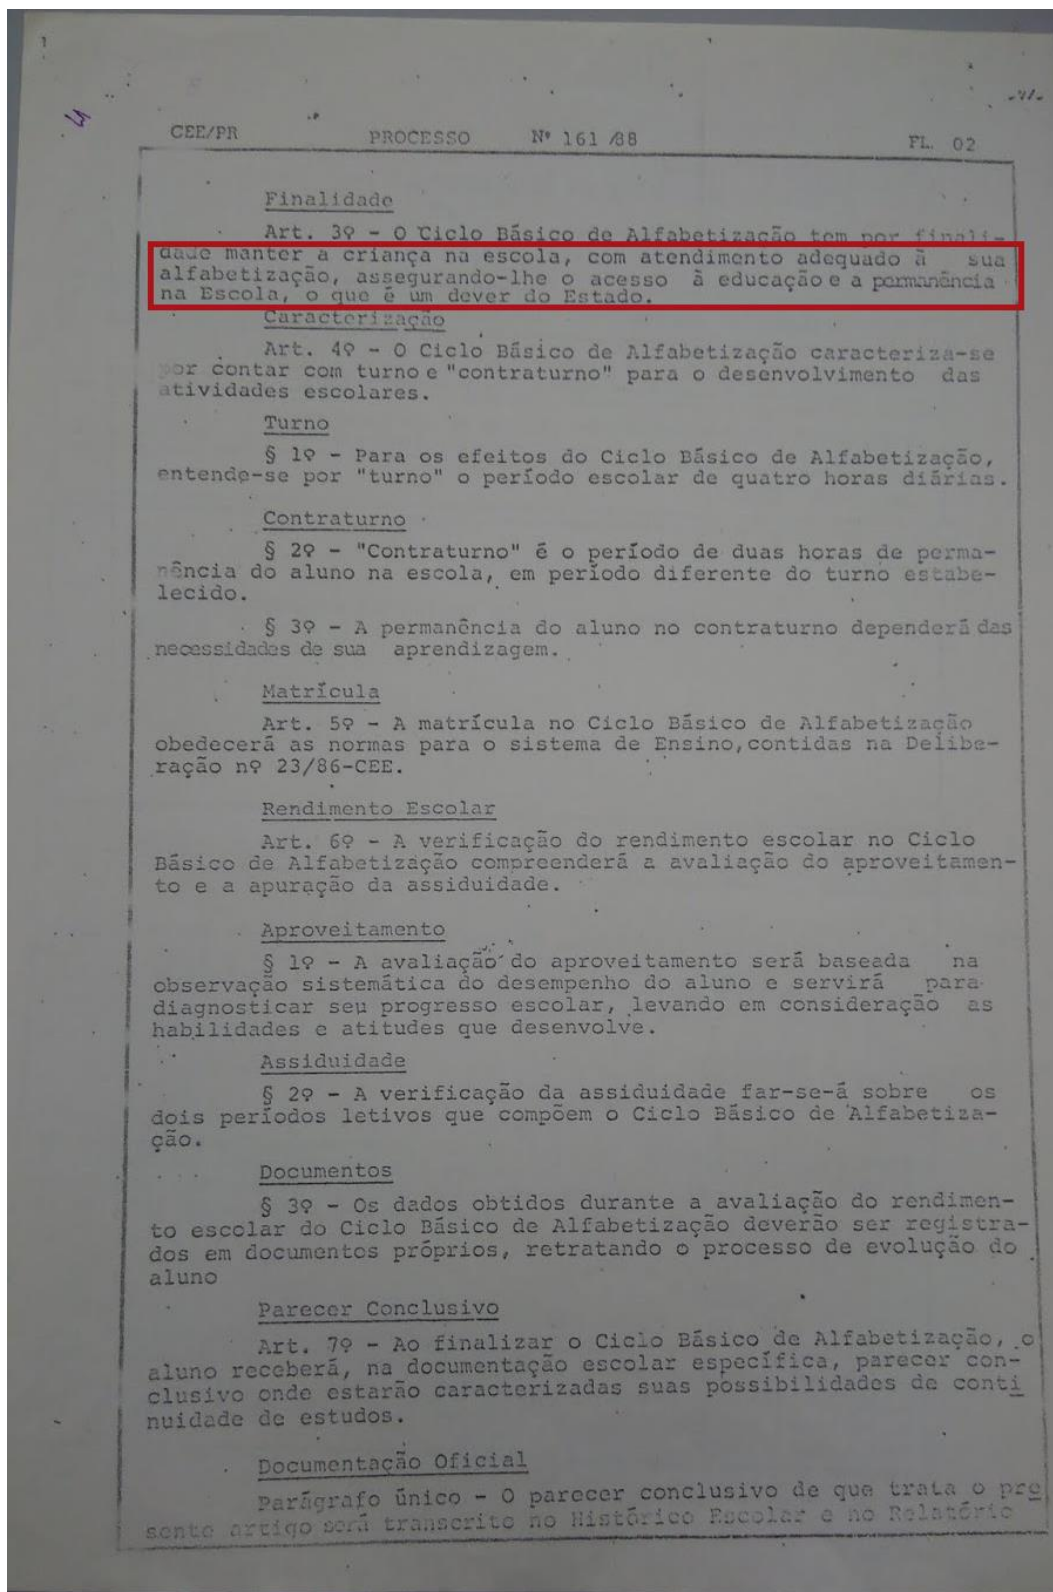 CEE/PR PROCESSO Nº 161/88 FL. 02
Finalidade
Art. 3º - O Ciclo Básico de Alfabetização tem por finali-
dade manter a criança na escola, com atendimento adequado à sua
alfabetização, assegurando-lhe o acesso à educação e a permanência
na Escola, o que é um dever do Estado.
Caracterização
Art. 4º - O Ciclo Básico de Alfabetização caracteriza-se
por contar com turno e "contraturno" para o desenvolvimento das
atividades escolares.
Turno
§ 1º - Para os efeitos do Ciclo Básico de Alfabetização,
entende-se por "turno" o período escolar de quatro horas diárias.
Contraturno
§ 2º - "Contraturno" é o período de duas horas de perma-
nência do aluno na escola, em período diferente do turno estabe-
lecido.
§ 3º - A permanência do aluno no contraturno dependerá das
necessidades de sua aprendizagem.
Matrícula
Art. 5º - A matrícula no Ciclo Básico de Alfabetização
obedecerá as normas para o sistema de Ensino, contidas na Delibe-
ração nº 23/86-CEE.
Rendimento Escolar
Art. 6º - A verificação do rendimento escolar no Ciclo
Básico de Alfabetização compreenderá a avaliação do aproveitamen-
to e a apuração da assiduidade.
Aproveitamento
§ 1º - A avaliação do aproveitamento será baseada na
observação sistemática do desempenho do aluno e servirá para
diagnosticar seu progresso escolar, levando em consideração as
habilidades e atitudes que desenvolve.
Assiduidade
§ 2º - A verificação da assiduidade far-se-á sobre os
dois períodos letivos que compõem o Ciclo Básico de Alfabetiza-
ção.
Documentos
§ 3º - Os dados obtidos durante a avaliação do rendimen-
to escolar do Ciclo Básico de Alfabetização deverão ser registra-
dos em documentos próprios, retratando o processo de evolução do
aluno
Parecer Conclusivo
Art. 7º - Ao finalizar o Ciclo Básico de Alfabetização, o
aluno receberá, na documentação escolar específica, parecer con-
clusivo onde estarão caracterizadas suas possibilidades de conti
nuidade de estudos.
Documentação Oficial
Parágrafo único - O parecer conclusivo de que trata o pre
sente artigo será transcrito no Histórico Escolar e no Relatório